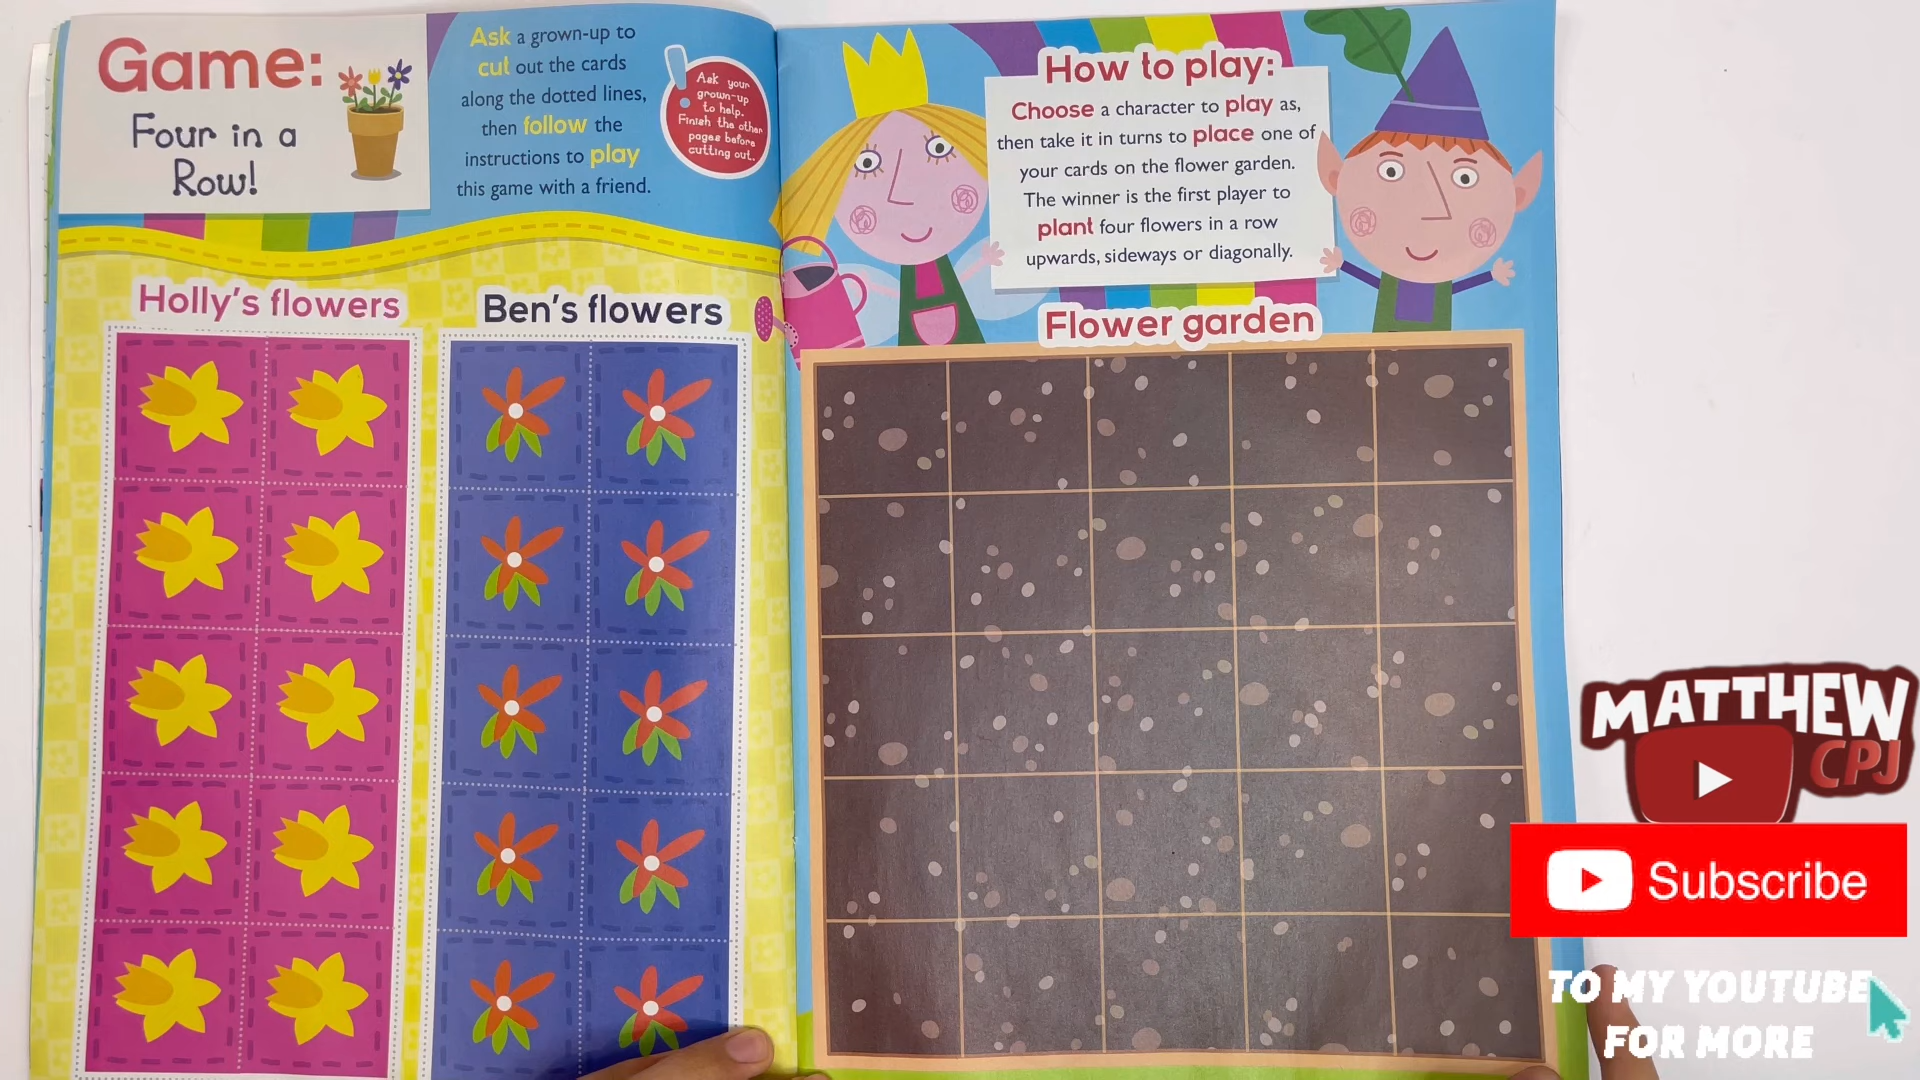 Game:
Four in a
Row!
Ask a grown-up to
cut out the cards
along the dotted lines,
then follow the
instructions to play
this game with a friend.
Ask your
grown-up
to help.
Finish the other
pages before
cutting out.
Holly's flowers
Ben's flowers
How to play:
Choose a character to play as,
then take it in turns to place one of
your cards on the flower garden.
The winner is the first player to
plant four flowers in a row
upwards, sideways or diagonally.
Flower garden
MATTHEW
CPJ
Subscribe
TO MY YOUTUBE
FOR MORE